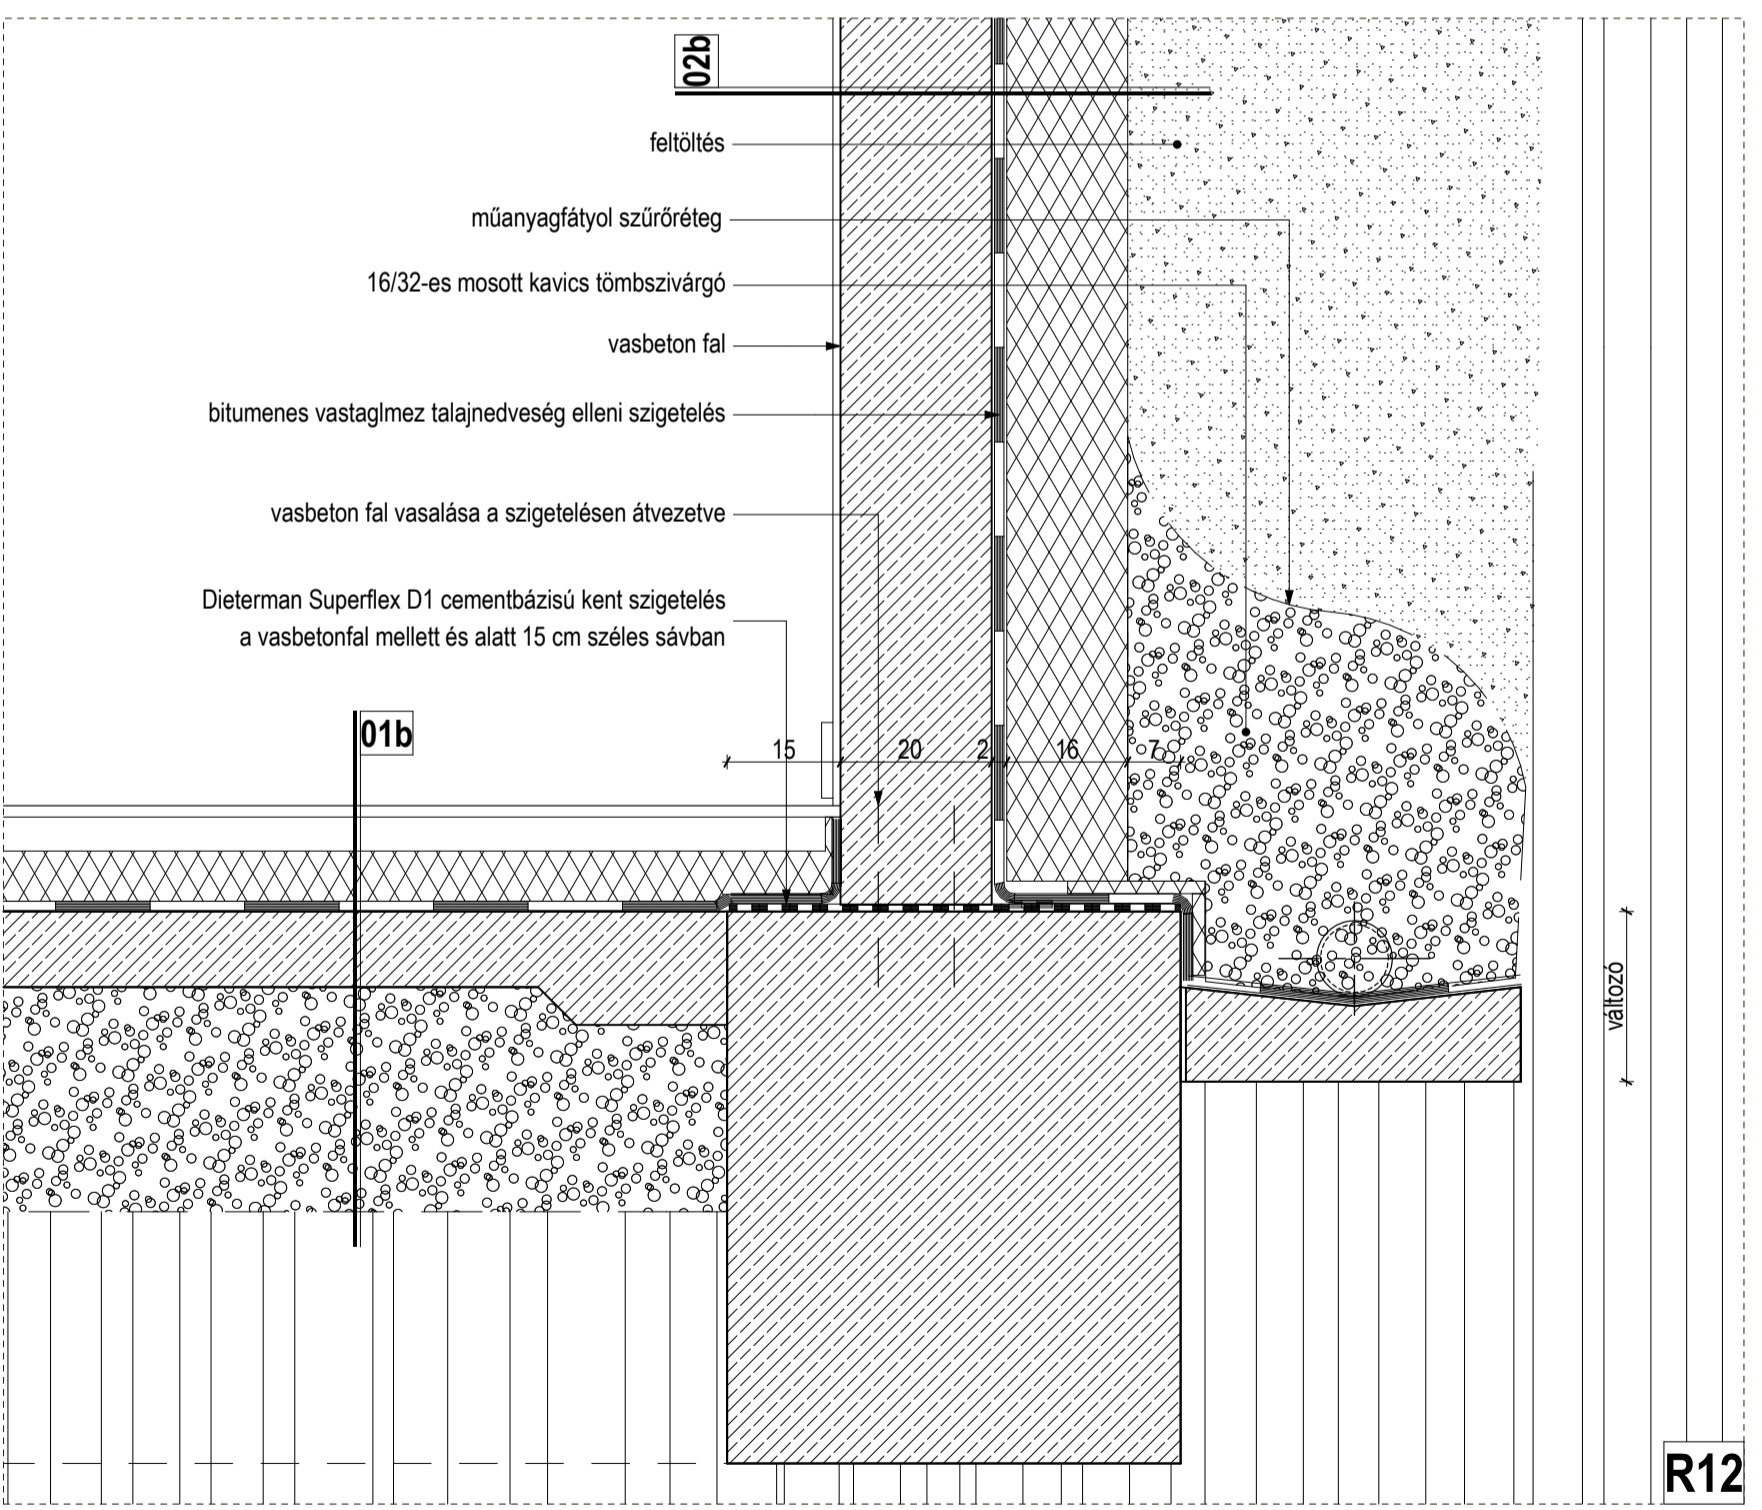 02b
feltöltés
műanyagfátyol szűrőréteg
16/32-es mosott kavics tömbszivárgó
vasbeton fal
bitumenes vastaglmez talajnedveség elleni szigetelés
vasbeton fal vasalása a szigetelésen átvezetve
Dieterman Superflex D1 cementbázisú kent szigetelés
a vasbetonfal mellett és alatt 15 cm széles sávban
01b
15 20 2 16 7
változó
R12